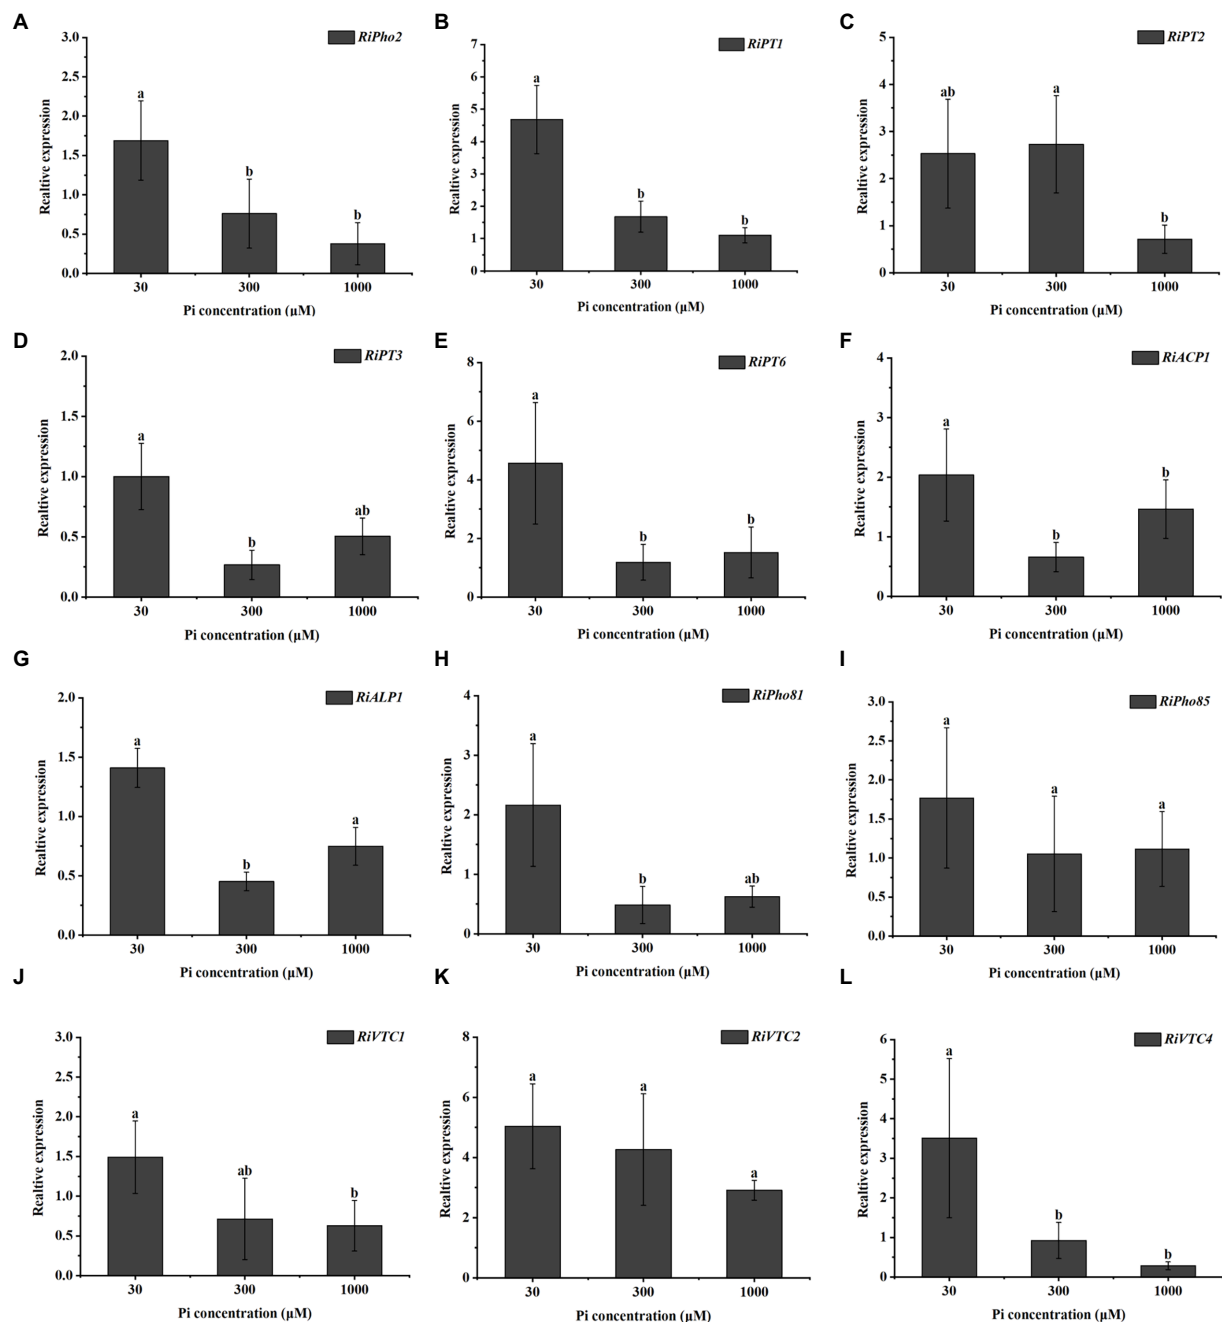 A
RiPho2
Realtive expression
3.0
2.5
2.0
1.5
1.0
0.5
0.0
a
b
b
30
300
1000
Pi concentration (µM)
B
RiPT1
Realtive expression
7
6
5
4
3
2
1
0
a
b
b
30
300
1000
Pi concentration (µM)
C
RiPT2
Realtive expression
5
4
3
2
1
0
ab
a
b
30
300
1000
Pi concentration (µM)
D
RiPT3
Realtive expression
2.0
1.5
1.0
0.5
0.0
a
b
ab
30
300
1000
Pi concentration (µM)
E
RiPT6
Realtive expression
8
6
4
2
0
a
b
b
30
300
1000
Pi concentration (µM)
F
RiACP1
Realtive expression
4
3
2
1
0
a
b
b
30
300
1000
Pi concentration (µM)
G
RiALP1
Realtive expression
2.0
1.5
1.0
0.5
0.0
a
b
a
30
300
1000
Pi concentration (µM)
H
RiPho81
Realtive expression
4
3
2
1
0
a
b
ab
30
300
1000
Pi concentration (µM)
I
RiPho85
Realtive expression
3.0
2.5
2.0
1.5
1.0
0.5
0.0
a
a
a
30
300
1000
Pi concentration (µM)
J
RiVTC1
Realtive expression
3.0
2.5
2.0
1.5
1.0
0.5
0.0
a
ab
b
30
300
1000
Pi concentration (µM)
K
RiVTC2
Realtive expression
8
6
4
2
0
a
a
a
30
300
1000
Pi concentration (µM)
L
RiVTC4
Realtive expression
6
5
4
3
2
1
0
a
b
b
30
300
1000
Pi concentration (µM)